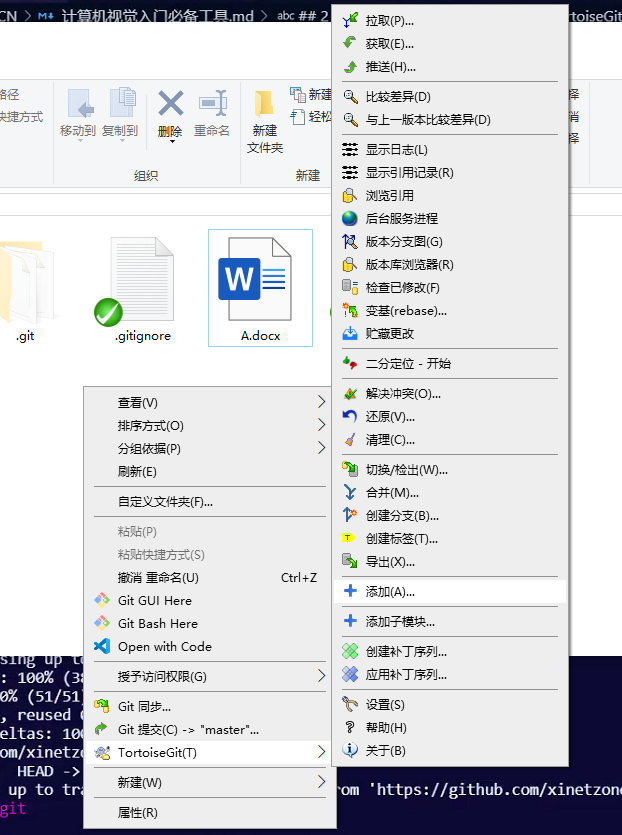 CN > M↓ 计算机视觉入门必备工具.md > abc ## 2
rtoiseGit
路径
快捷方式
移动到 复制到 删除 重命名
新建
文件夹
新建
轻松
组织
新建
择
消
择
.git
.gitignore
A.docx
查看(V)
排序方式(O)
分组依据(P)
刷新(E)
自定义文件夹(F)...
粘贴(P)
粘贴快捷方式(S)
撤消 重命名(U) Ctrl+Z
Git GUI Here
Git Bash Here
Open with Code
授予访问权限(G)
Git 同步...
Git 提交(C) -> "master"...
TortoiseGit(T)
新建(W)
属性(R)
拉取(P)...
获取(E)...
推送(H)...
比较差异(D)
与上一版本比较差异(D)
显示日志(L)
显示引用记录(R)
浏览引用
后台服务进程
版本分支图(G)
版本库浏览器(R)
检查已修改(F)
变基(rebase)...
贮藏更改
二分定位 - 开始
解决冲突(O)...
还原(V)...
清理(C)...
切换/检出(W)...
合并(M)...
创建分支(B)...
创建标签(T)...
导出(X)...
添加(A)...
添加子模块...
创建补丁序列...
应用补丁序列...
设置(S)
帮助(H)
关于(B)
sing up to
: 100% (38
0% (51/51)
, reused
eltas: 100
om/xinetzo
HEAD ->
up to tra
rom 'https://github.com/xinetzone
git